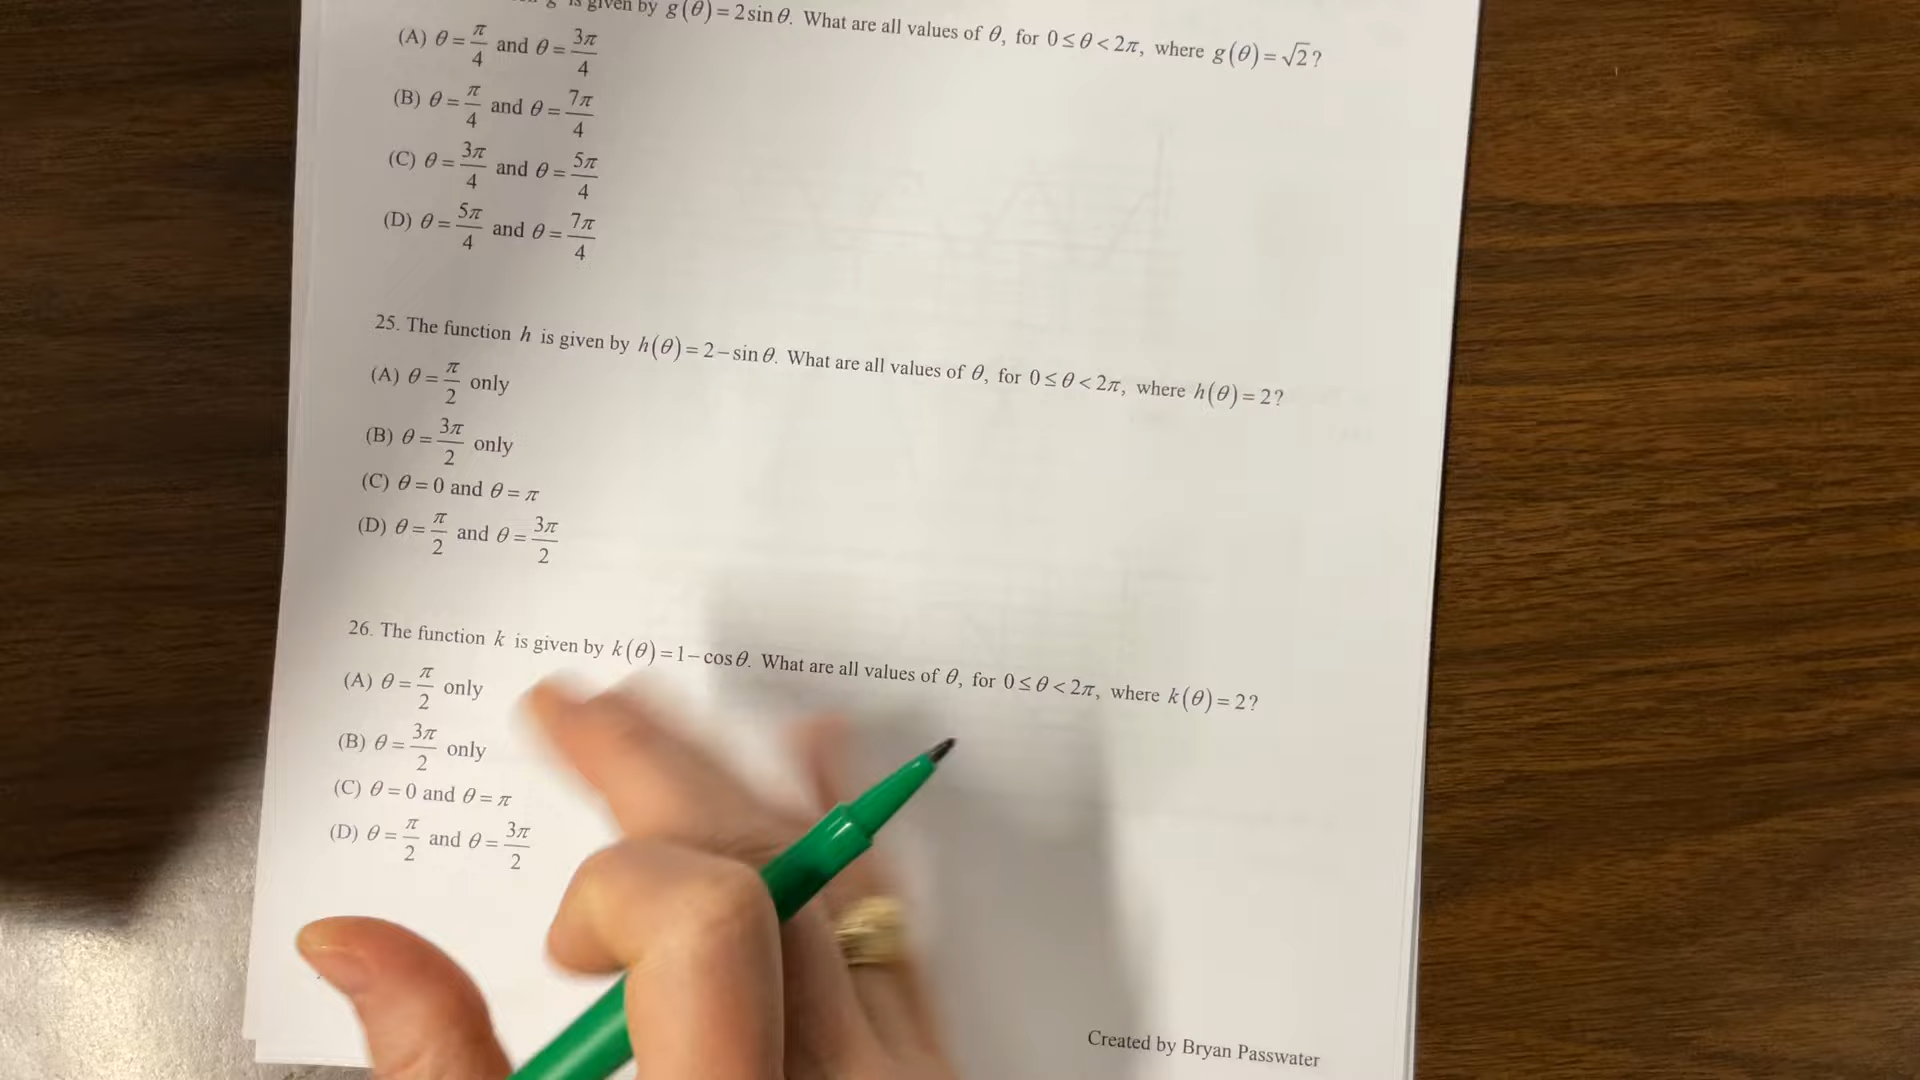 g is given by g(θ) = 2 sin θ. What are all values of θ, for 0 ≤ θ < 2π, where g(θ) = √2?
(A) θ = π/4 and θ = 3π/4
(B) θ = π/4 and θ = 7π/4
(C) θ = 3π/4 and θ = 5π/4
(D) θ = 5π/4 and θ = 7π/4
25. The function h is given by h(θ) = 2 − sin θ. What are all values of θ, for 0 ≤ θ < 2π, where h(θ) = 2?
(A) θ = π/2 only
(B) θ = 3π/2 only
(C) θ = 0 and θ = π
(D) θ = π/2 and θ = 3π/2
26. The function k is given by k(θ) = 1 − cos θ. What are all values of θ, for 0 ≤ θ < 2π, where k(θ) = 2?
(A) θ = π/2 only
(B) θ = 3π/2 only
(C) θ = 0 and θ = π
(D) θ = π/2 and θ = 3π/2
Created by Bryan Passwater